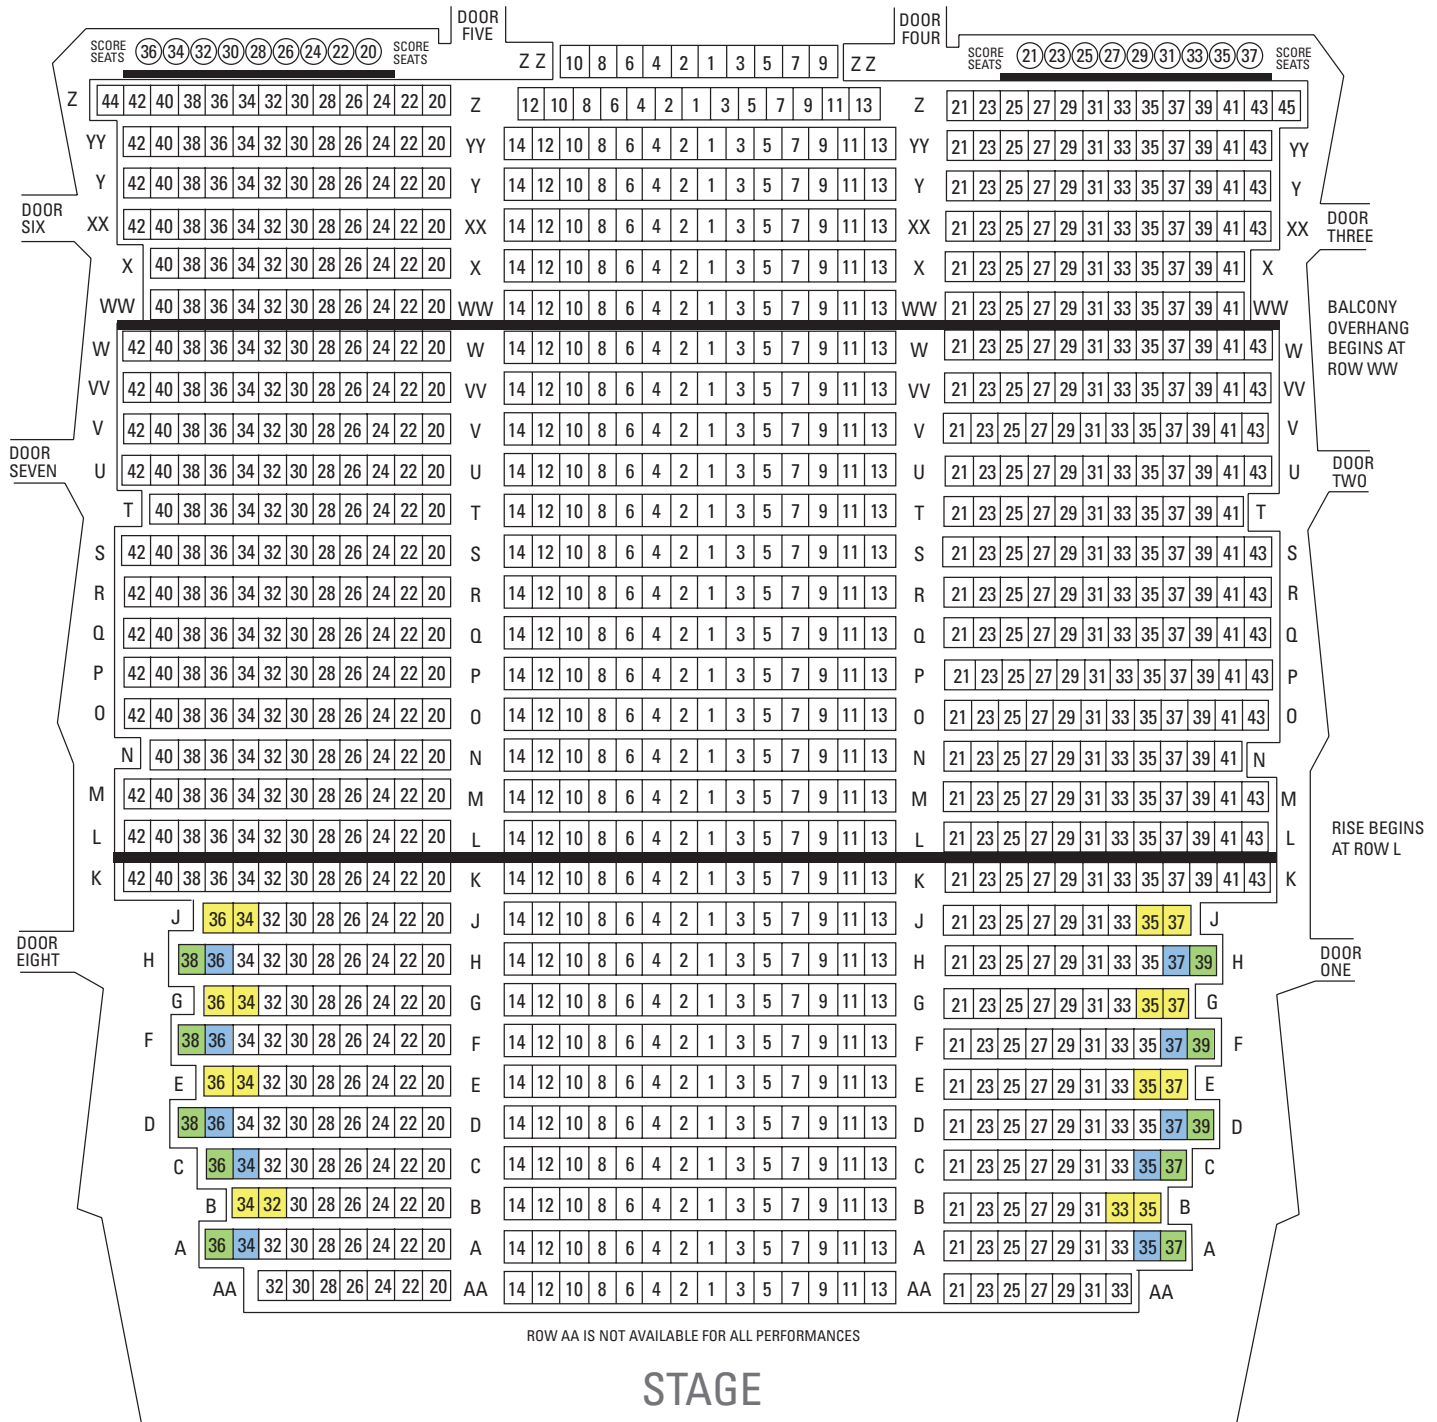 DOOR FIVE
DOOR FOUR
SCORE SEATS 36 34 32 30 28 26 24 22 20 SCORE SEATS
ZZ 10 8 6 4 2 1 3 5 7 9 ZZ
SCORE SEATS 21 23 25 27 29 31 33 35 37 SCORE SEATS
Z 44 42 40 38 36 34 32 30 28 26 24 22 20 Z 12 10 8 6 4 2 1 3 5 7 9 11 13 Z 21 23 25 27 29 31 33 35 37 39 41 43 45
YY 42 40 38 36 34 32 30 28 26 24 22 20 YY 14 12 10 8 6 4 2 1 3 5 7 9 11 13 YY 21 23 25 27 29 31 33 35 37 39 41 43 YY
Y 42 40 38 36 34 32 30 28 26 24 22 20 Y 14 12 10 8 6 4 2 1 3 5 7 9 11 13 Y 21 23 25 27 29 31 33 35 37 39 41 43 Y
DOOR SIX
XX 42 40 38 36 34 32 30 28 26 24 22 20 XX 14 12 10 8 6 4 2 1 3 5 7 9 11 13 XX 21 23 25 27 29 31 33 35 37 39 41 43 XX
DOOR THREE
X 40 38 36 34 32 30 28 26 24 22 20 X 14 12 10 8 6 4 2 1 3 5 7 9 11 13 X 21 23 25 27 29 31 33 35 37 39 41 X
WW 40 38 36 34 32 30 28 26 24 22 20 WW 14 12 10 8 6 4 2 1 3 5 7 9 11 13 WW 21 23 25 27 29 31 33 35 37 39 41 WW
BALCONY
OVERHANG
BEGINS AT
ROW WW
W 42 40 38 36 34 32 30 28 26 24 22 20 W 14 12 10 8 6 4 2 1 3 5 7 9 11 13 W 21 23 25 27 29 31 33 35 37 39 41 43 W
VV 42 40 38 36 34 32 30 28 26 24 22 20 VV 14 12 10 8 6 4 2 1 3 5 7 9 11 13 VV 21 23 25 27 29 31 33 35 37 39 41 43 VV
V 42 40 38 36 34 32 30 28 26 24 22 20 V 14 12 10 8 6 4 2 1 3 5 7 9 11 13 V 21 23 25 27 29 31 33 35 37 39 41 43 V
DOOR SEVEN
U 42 40 38 36 34 32 30 28 26 24 22 20 U 14 12 10 8 6 4 2 1 3 5 7 9 11 13 U 21 23 25 27 29 31 33 35 37 39 41 43 U
DOOR TWO
T 40 38 36 34 32 30 28 26 24 22 20 T 14 12 10 8 6 4 2 1 3 5 7 9 11 13 T 21 23 25 27 29 31 33 35 37 39 41 T
S 42 40 38 36 34 32 30 28 26 24 22 20 S 14 12 10 8 6 4 2 1 3 5 7 9 11 13 S 21 23 25 27 29 31 33 35 37 39 41 43 S
R 42 40 38 36 34 32 30 28 26 24 22 20 R 14 12 10 8 6 4 2 1 3 5 7 9 11 13 R 21 23 25 27 29 31 33 35 37 39 41 43 R
Q 42 40 38 36 34 32 30 28 26 24 22 20 Q 14 12 10 8 6 4 2 1 3 5 7 9 11 13 Q 21 23 25 27 29 31 33 35 37 39 41 43 Q
P 42 40 38 36 34 32 30 28 26 24 22 20 P 14 12 10 8 6 4 2 1 3 5 7 9 11 13 P 21 23 25 27 29 31 33 35 37 39 41 43 P
O 42 40 38 36 34 32 30 28 26 24 22 20 O 14 12 10 8 6 4 2 1 3 5 7 9 11 13 O 21 23 25 27 29 31 33 35 37 39 41 43 O
N 40 38 36 34 32 30 28 26 24 22 20 N 14 12 10 8 6 4 2 1 3 5 7 9 11 13 N 21 23 25 27 29 31 33 35 37 39 41 N
M 42 40 38 36 34 32 30 28 26 24 22 20 M 14 12 10 8 6 4 2 1 3 5 7 9 11 13 M 21 23 25 27 29 31 33 35 37 39 41 43 M
L 42 40 38 36 34 32 30 28 26 24 22 20 L 14 12 10 8 6 4 2 1 3 5 7 9 11 13 L 21 23 25 27 29 31 33 35 37 39 41 43 L
RISE BEGINS
AT ROW L
K 42 40 38 36 34 32 30 28 26 24 22 20 K 14 12 10 8 6 4 2 1 3 5 7 9 11 13 K 21 23 25 27 29 31 33 35 37 39 41 43 K
J 36 34 32 30 28 26 24 22 20 J 14 12 10 8 6 4 2 1 3 5 7 9 11 13 J 21 23 25 27 29 31 33 35 37 J
DOOR EIGHT
H 38 36 34 32 30 28 26 24 22 20 H 14 12 10 8 6 4 2 1 3 5 7 9 11 13 H 21 23 25 27 29 31 33 35 37 39 H
DOOR ONE
G 36 34 32 30 28 26 24 22 20 G 14 12 10 8 6 4 2 1 3 5 7 9 11 13 G 21 23 25 27 29 31 33 35 37 G
F 38 36 34 32 30 28 26 24 22 20 F 14 12 10 8 6 4 2 1 3 5 7 9 11 13 F 21 23 25 27 29 31 33 35 37 39 F
E 36 34 32 30 28 26 24 22 20 E 14 12 10 8 6 4 2 1 3 5 7 9 11 13 E 21 23 25 27 29 31 33 35 37 E
D 38 36 34 32 30 28 26 24 22 20 D 14 12 10 8 6 4 2 1 3 5 7 9 11 13 D 21 23 25 27 29 31 33 35 37 39 D
C 36 34 32 30 28 26 24 22 20 C 14 12 10 8 6 4 2 1 3 5 7 9 11 13 C 21 23 25 27 29 31 33 35 37 C
B 34 32 30 28 26 24 22 20 B 14 12 10 8 6 4 2 1 3 5 7 9 11 13 B 21 23 25 27 29 31 33 35 B
A 36 34 32 30 28 26 24 22 20 A 14 12 10 8 6 4 2 1 3 5 7 9 11 13 A 21 23 25 27 29 31 33 35 37 A
AA 32 30 28 26 24 22 20 AA 14 12 10 8 6 4 2 1 3 5 7 9 11 13 AA 21 23 25 27 29 31 33 AA
ROW AA IS NOT AVAILABLE FOR ALL PERFORMANCES
STAGE